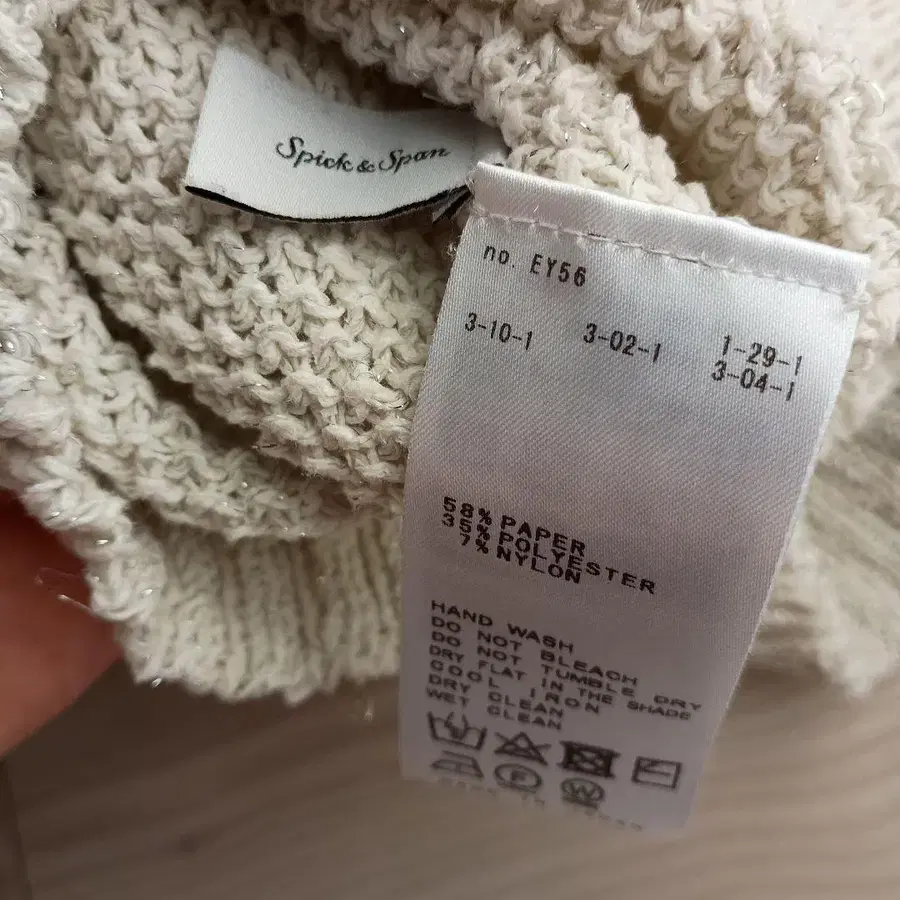 Spick & Span
no. EY56
3-10-1 3-02-1 1-29-1
3-04-1
58% PAPER
35% POLYESTER
7% NYLON
HAND WASH
DO NOT BLEACH
DO NOT TUMBLE DRY
DRY FLAT IN THE SHADE
COOL IRON
DRY CLEAN
WET CLEAN
F
W